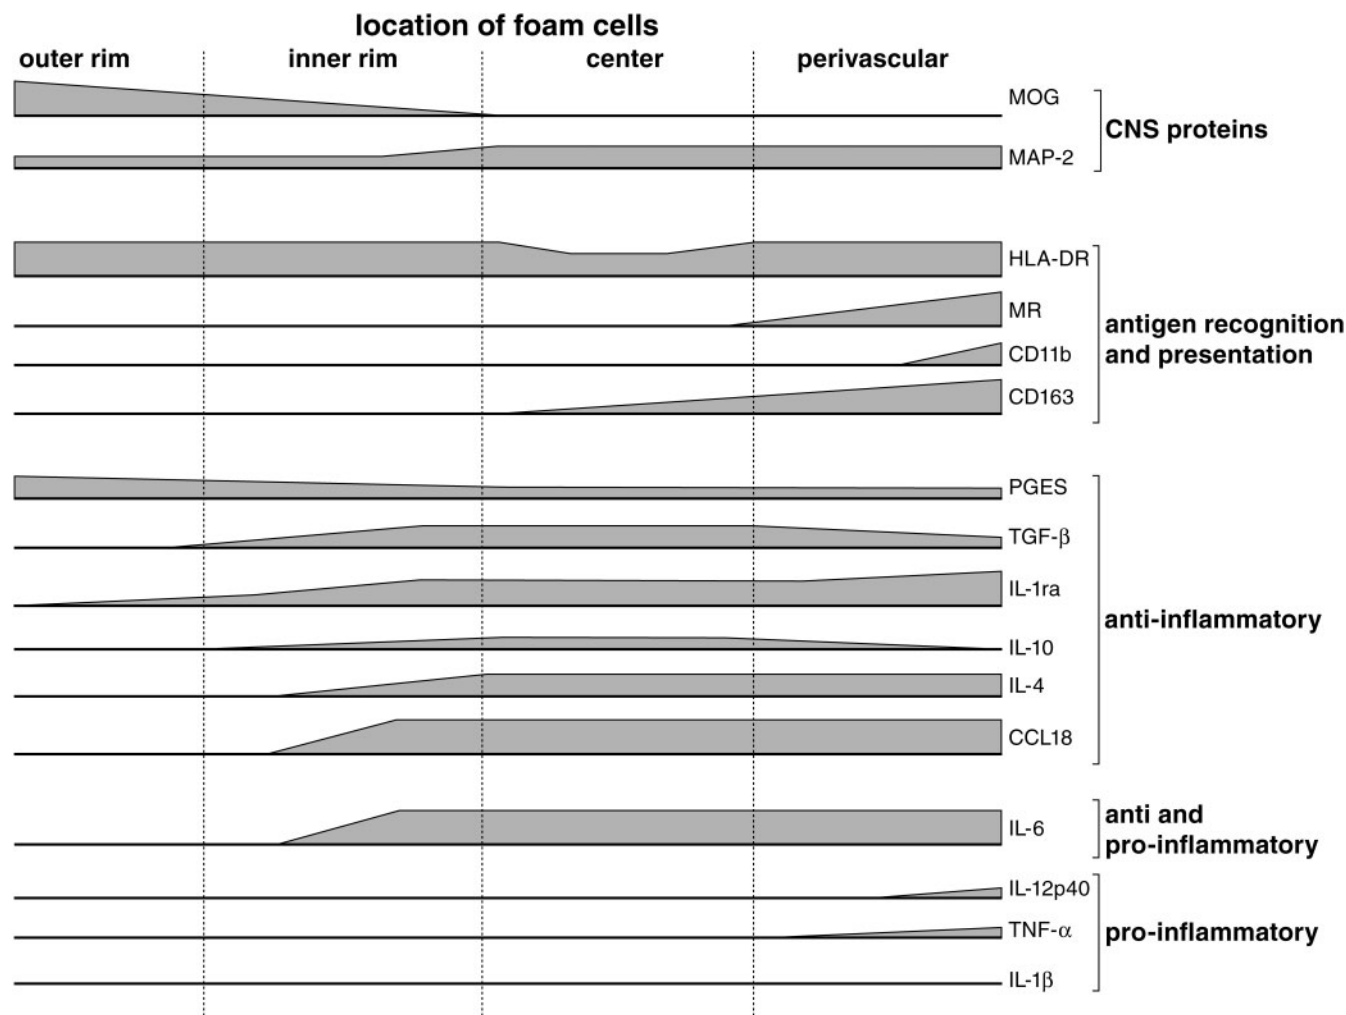 location of foam cells
outer rim inner rim center perivascular
MOG
CNS proteins
MAP-2
HLA-DR
MR
antigen recognition
and presentation
CD11b
CD163
PGES
TGF-β
IL-1ra
anti-inflammatory
IL-10
IL-4
CCL18
anti and
pro-inflammatory
IL-6
IL-12p40
TNF-α
pro-inflammatory
IL-1β